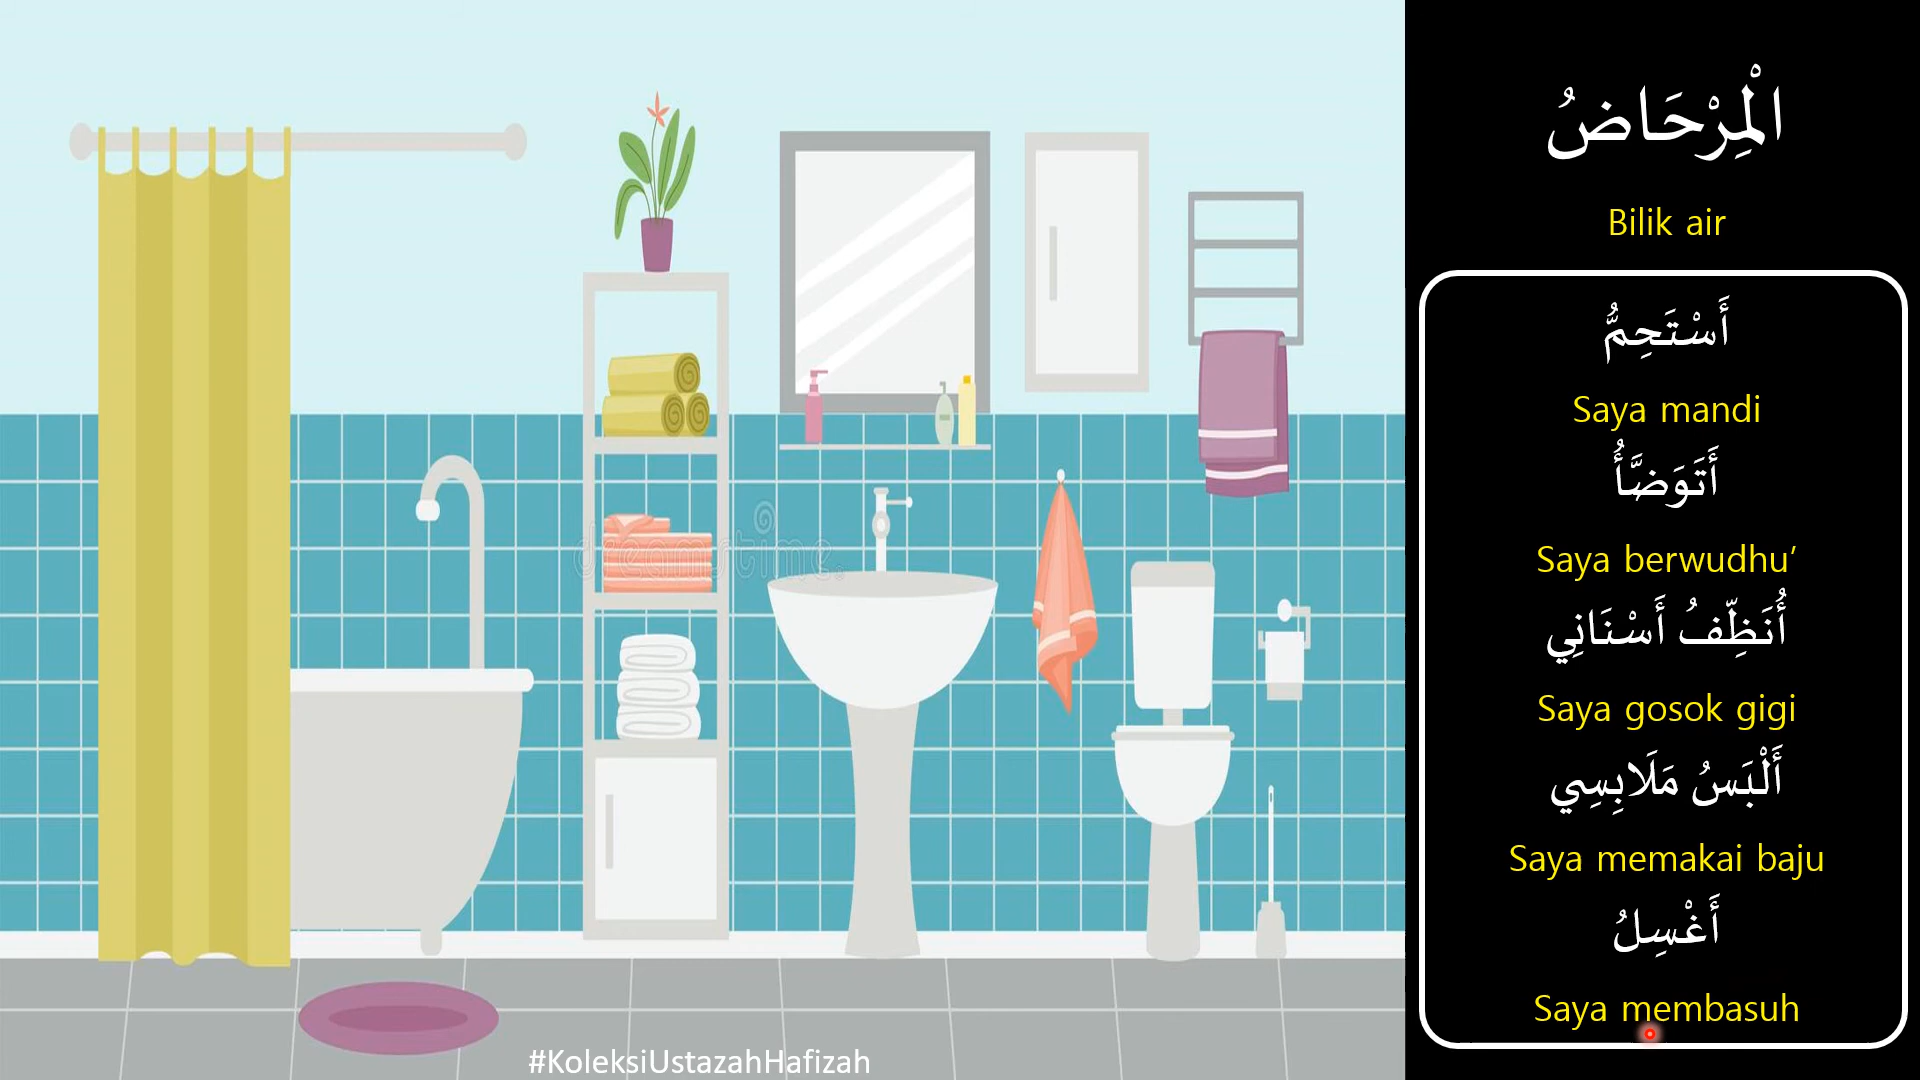 الْمِرْحَاضُ
Bilik air
أَسْتَحِمُّ
Saya mandi
أَتَوَضَّأُ
Saya berwudhu’
أُنَظِّفُ أَسْنَانِي
Saya gosok gigi
أَلْبَسُ مَلَابِسِي
Saya memakai baju
أَغْسِلُ
Saya membasuh
dreamstime.
#KoleksiUstazahHafizah